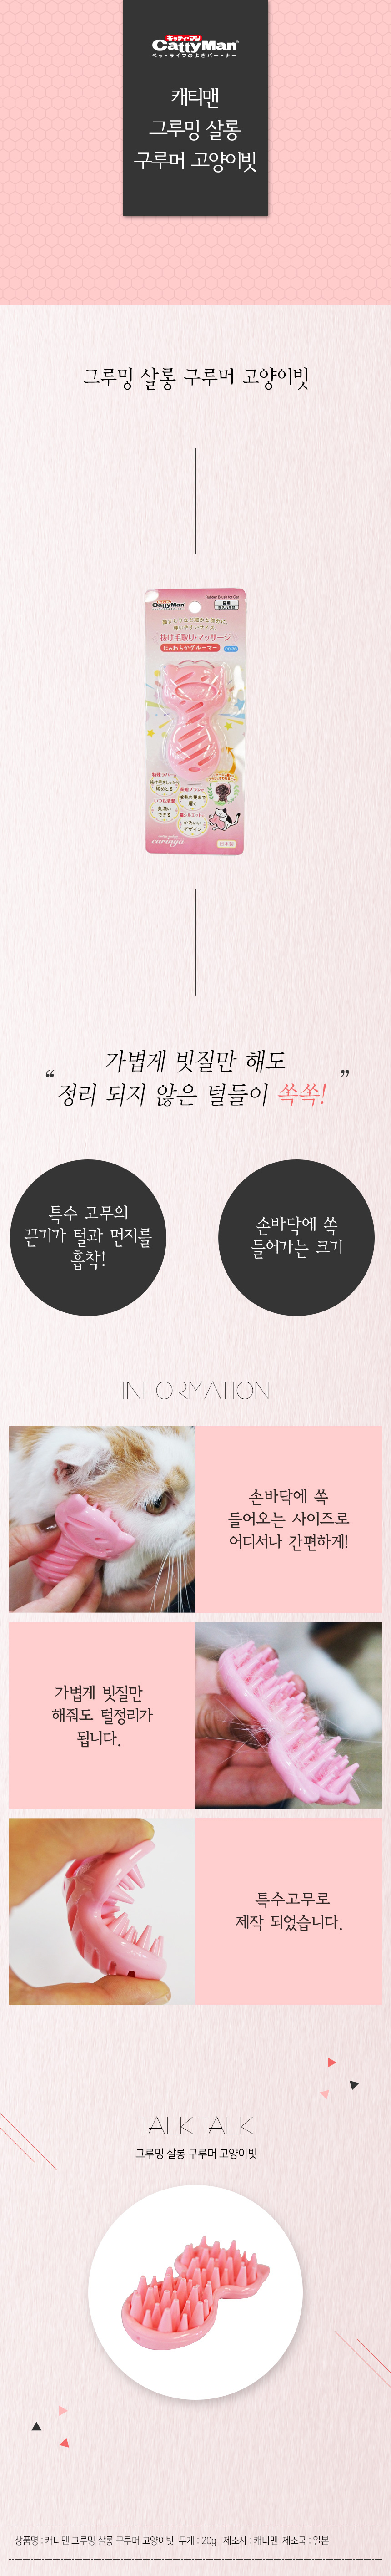 キャティーマン
CattyMan
ペットライフのよきパートナー
캐티맨
그루밍 살롱
구루머 고양이빗
그루밍 살롱 구루머 고양이빗
CattyMan
Rubber Brush for Cat
抜け毛取り・マッサージ
にゃわらかグルーマー
日本製
“ 가볍게 빗질만 해도 ”
정리 되지 않은 털들이 쏙쏙!
특수 고무의
끈기가 털과 먼지를
흡착!
손바닥에 쏙
들어가는 크기
INFORMATION
손바닥에 쏙
들어오는 사이즈로
어디서나 간편하게!
가볍게 빗질만
해줘도 털정리가
됩니다.
특수고무로
제작 되었습니다.
TALK TALK
그루밍 살롱 구루머 고양이빗
상품명 : 캐티맨 그루밍 살롱 구루머 고양이빗 무게 : 20g 제조사 : 캐티맨 제조국 : 일본